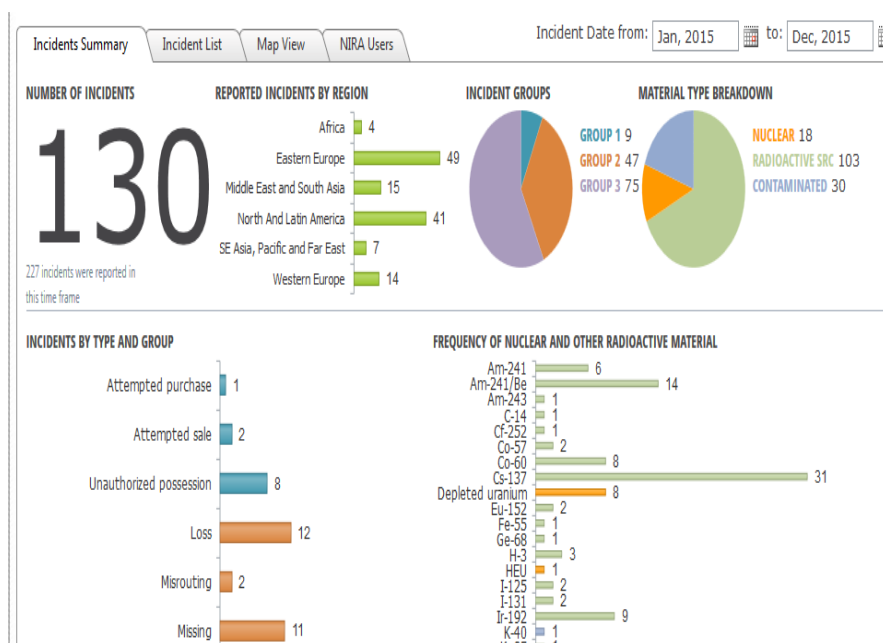 Incidents Summary
Incident List
Map View
NIRA Users
Incident Date from: Jan, 2015 to: Dec, 2015
NUMBER OF INCIDENTS
130
227 incidents were reported in
this time frame
REPORTED INCIDENTS BY REGION
Africa 4
Eastern Europe 49
Middle East and South Asia 15
North And Latin America 41
SE Asia, Pacific and Far East 7
Western Europe 14
INCIDENT GROUPS
GROUP 1 9
GROUP 2 47
GROUP 3 75
MATERIAL TYPE BREAKDOWN
NUCLEAR 18
RADIOACTIVE SRC 103
CONTAMINATED 30
INCIDENTS BY TYPE AND GROUP
Attempted purchase 1
Attempted sale 2
Unauthorized possession 8
Loss 12
Misrouting 2
Missing 11
FREQUENCY OF NUCLEAR AND OTHER RADIOACTIVE MATERIAL
Am-241 6
Am-241/Be 14
Am-243 1
C-14 1
Cf-252 1
Co-57 2
Co-60 8
Cs-137 31
Depleted uranium 8
Eu-152 2
Fe-55 1
Ge-68 1
H-3 3
HEU 1
I-125 2
I-131 2
Ir-192 9
K-40 1